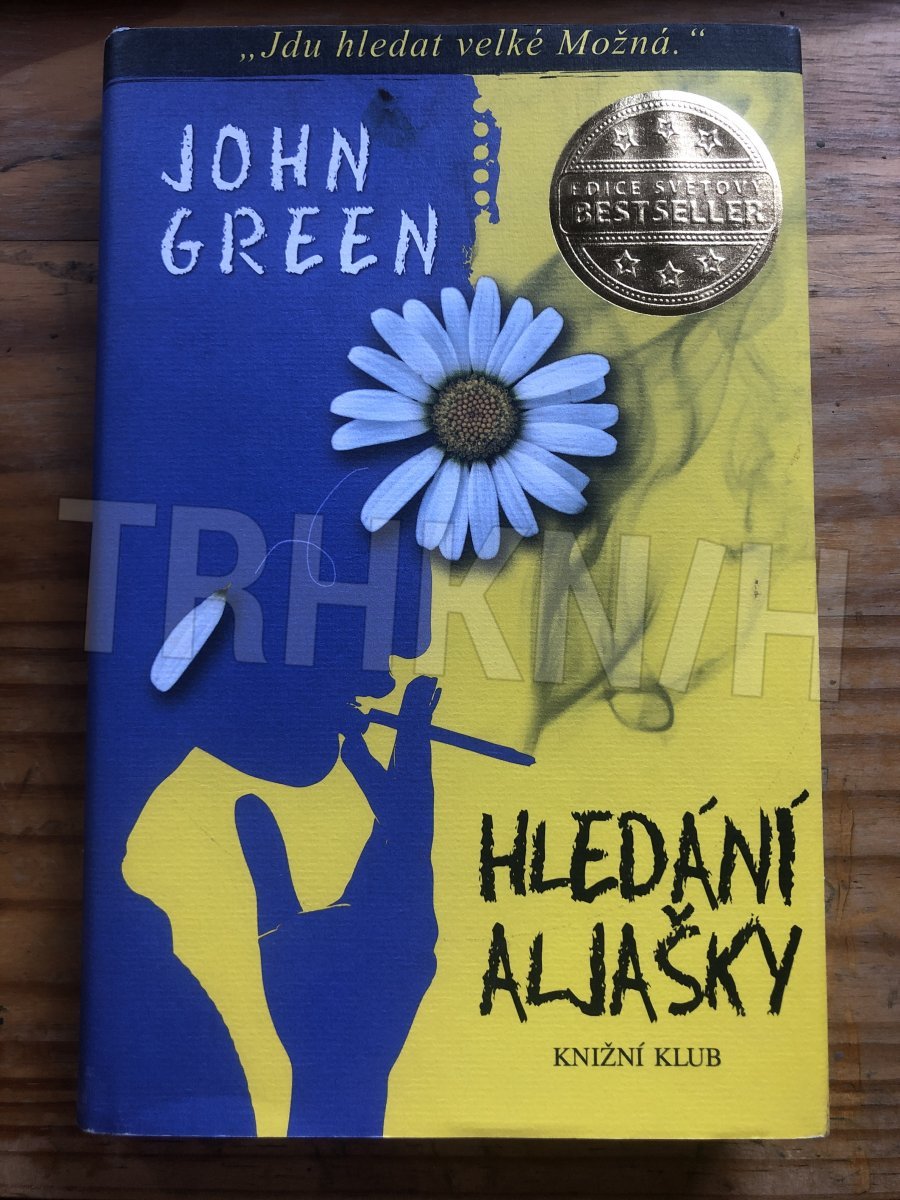 „Jdu hledat velké Možná.“
JOHN
GREEN
EDICE SVĚTOVÝ
BESTSELLER
TRHKNIH
HLEDÁNÍ
ALJAŠKY
KNIŽNÍ KLUB